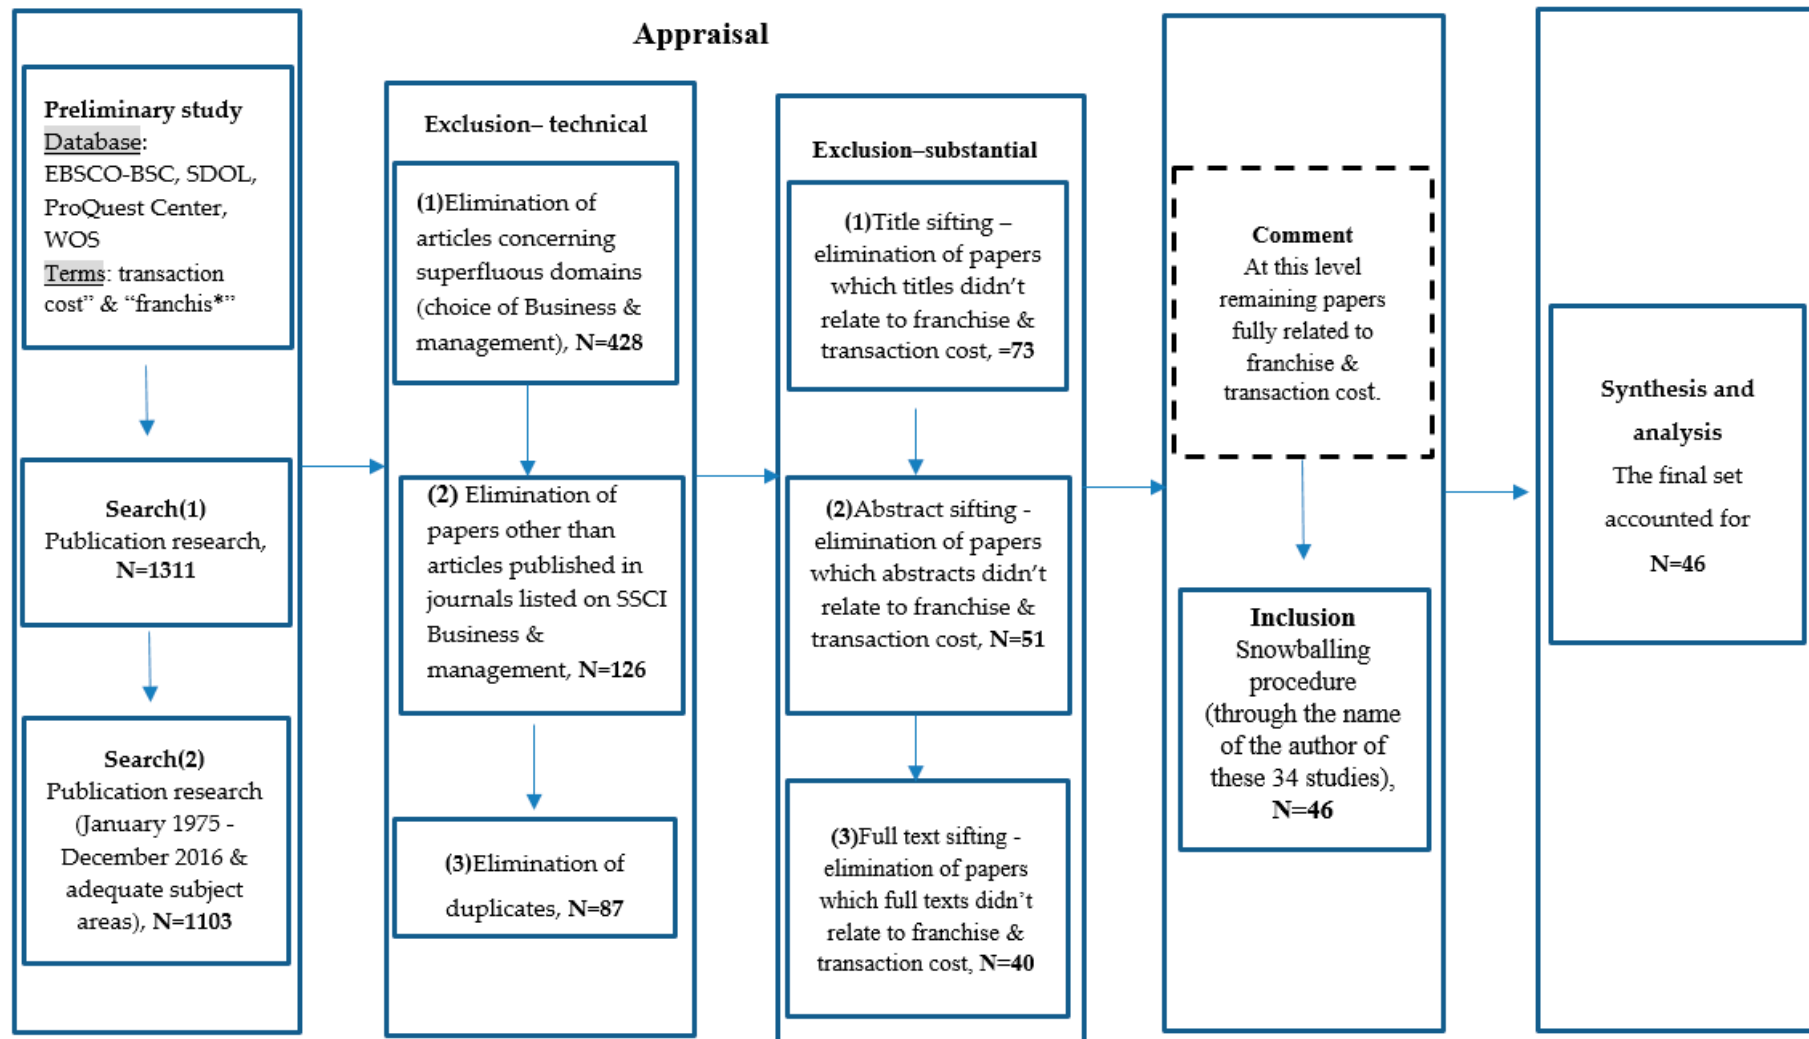 Appraisal
Preliminary study
Database:
EBSCO-BSC, SDOL,
ProQuest Center,
WOS
Terms: transaction
cost” & “franchis*”
Search(1)
Publication research,
N=1311
Search(2)
Publication research
(January 1975 -
December 2016 &
adequate subject
areas), N=1103
Exclusion– technical
(1)Elimination of
articles concerning
superfluous domains
(choice of Business &
management), N=428
(2) Elimination of
papers other than
articles published in
journals listed on SSCI
Business &
management, N=126
(3)Elimination of
duplicates, N=87
Exclusion–substantial
(1)Title sifting –
elimination of papers
which titles didn’t
relate to franchise &
transaction cost, =73
(2)Abstract sifting -
elimination of papers
which abstracts didn’t
relate to franchise &
transaction cost, N=51
(3)Full text sifting -
elimination of papers
which full texts didn’t
relate to franchise &
transaction cost, N=40
Comment
At this level
remaining papers
fully related to
franchise &
transaction cost.
Inclusion
Snowballing
procedure
(through the name
of the author of
these 34 studies),
N=46
Synthesis and
analysis
The final set
accounted for
N=46